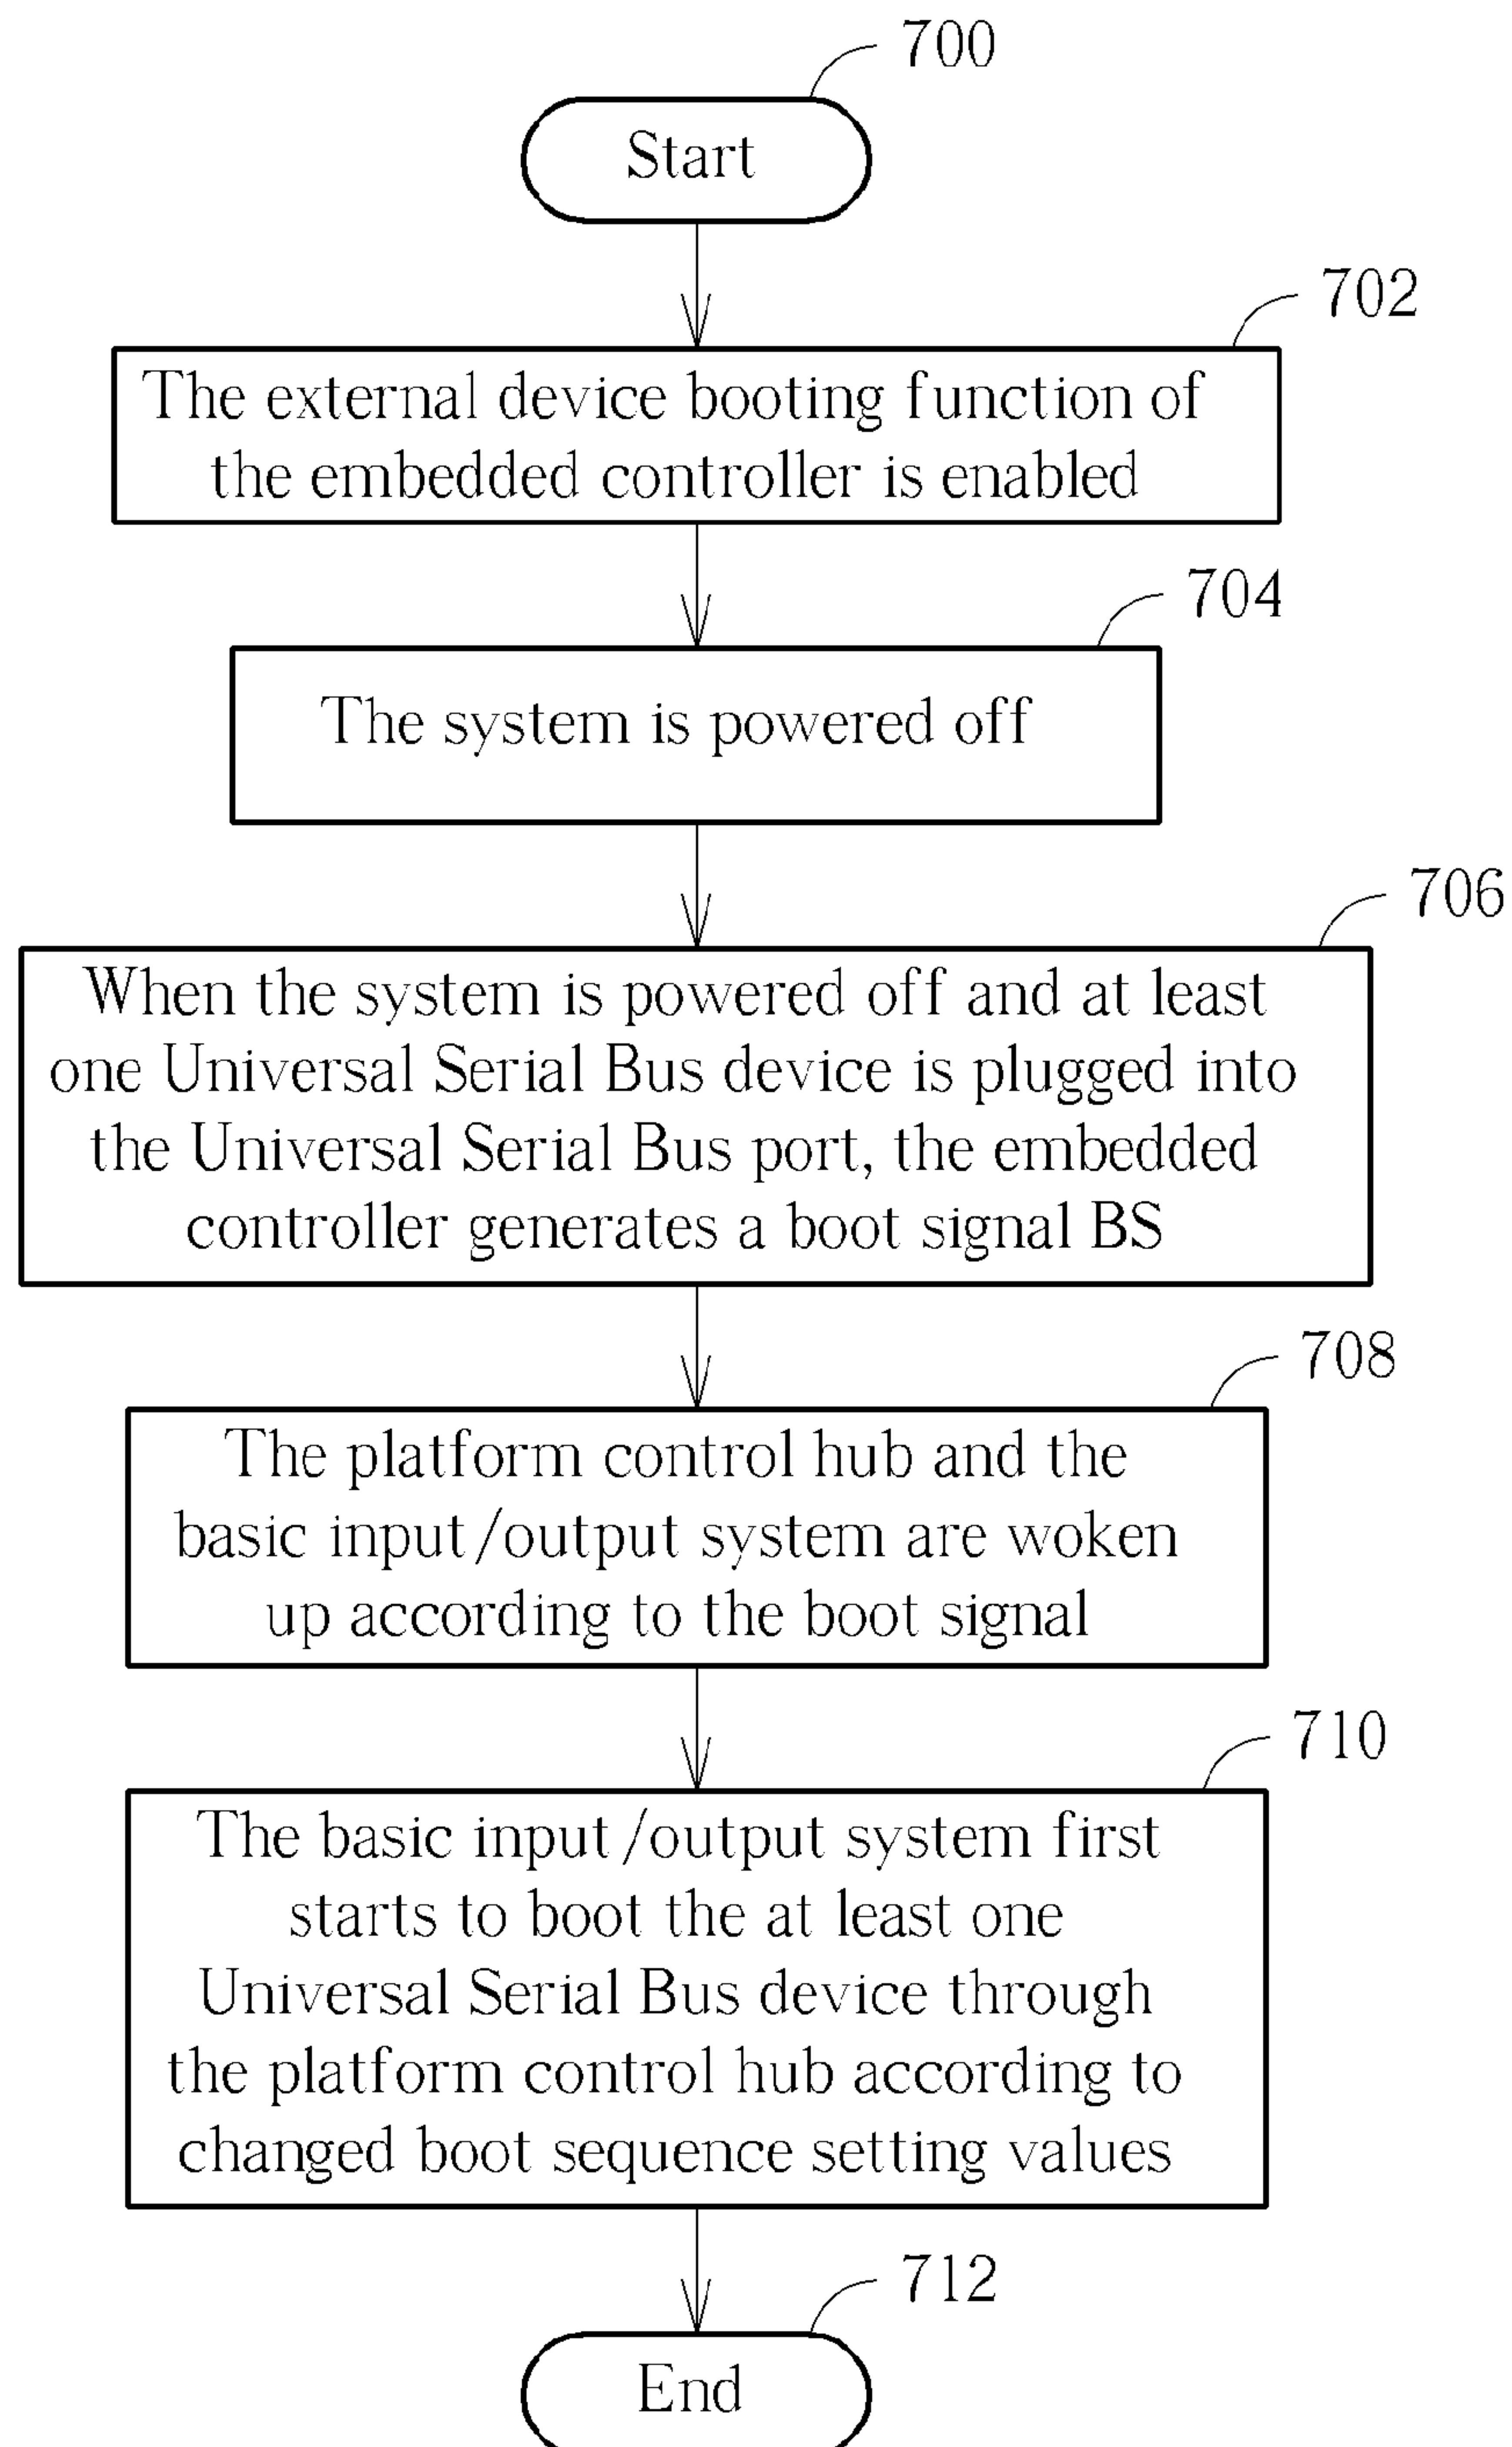 700
Start
702
The external device booting function of
the embedded controller is enabled
704
The system is powered off
706
When the system is powered off and at least
one Universal Serial Bus device is plugged into
the Universal Serial Bus port, the embedded
controller generates a boot signal BS
708
The platform control hub and the
basic input/output system are woken
up according to the boot signal
710
The basic input/output system first
starts to boot the at least one
Universal Serial Bus device through
the platform control hub according to
changed boot sequence setting values
712
End